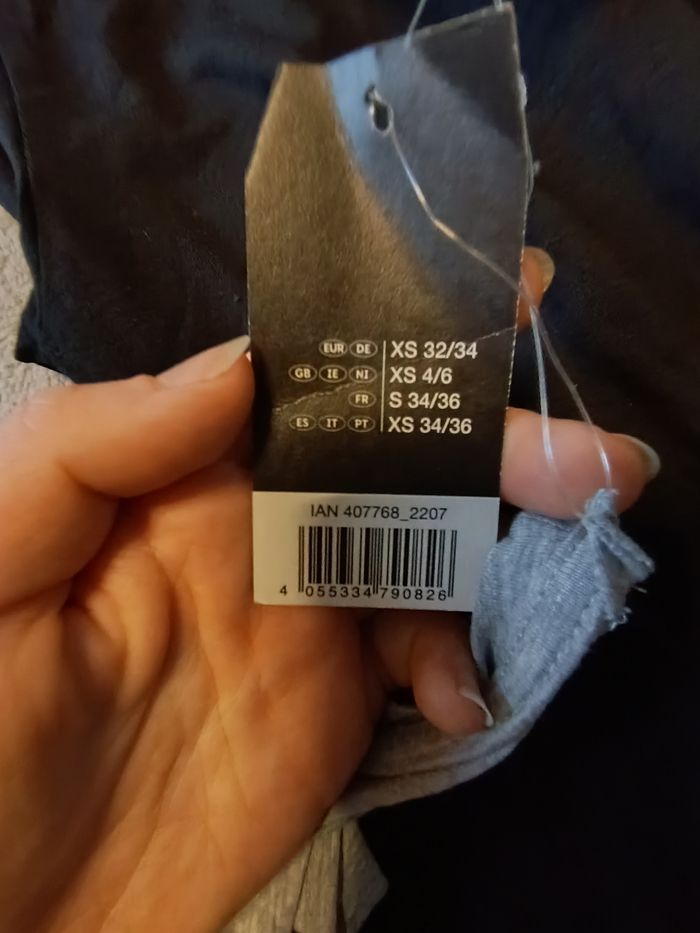 EUR DE XS 32/34
GB IE NI XS 4/6
FR S 34/36
ES IT PT XS 34/36
IAN 407768_2207
4 055334 790826